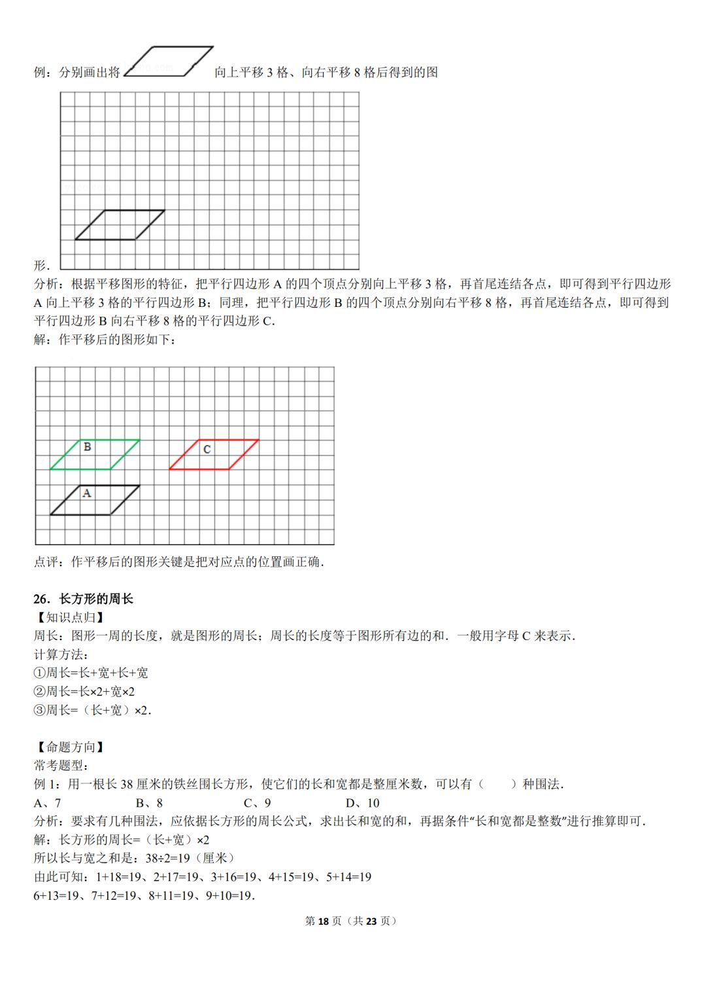 例：分别画出将 向上平移 3 格、向右平移 8 格后得到的图
形．
分析：根据平移图形的特征，把平行四边形 A 的四个顶点分别向上平移 3 格，再首尾连结各点，即可得到平行四边形
A 向上平移 3 格的平行四边形 B；同理，把平行四边形 B 的四个顶点分别向右平移 8 格，再首尾连结各点，即可得到
平行四边形 B 向右平移 8 格的平行四边形 C．
解：作平移后的图形如下：
B
C
A
点评：作平移后的图形关键是把对应点的位置画正确．
26．长方形的周长
【知识点归】
周长：图形一周的长度，就是图形的周长；周长的长度等于图形所有边的和．一般用字母 C 来表示．
计算方法：
①周长=长+宽+长+宽
②周长=长×2+宽×2
③周长=（长+宽）×2．
【命题方向】
常考题型：
例 1：用一根长 38 厘米的铁丝围长方形，使它们的长和宽都是整厘米数，可以有（　　）种围法．
A、7 B、8 C、9 D、10
分析：要求有几种围法，应依据长方形的周长公式，求出长和宽的和，再据条件“长和宽都是整数”进行推算即可．
解：长方形的周长=（长+宽）×2
所以长与宽之和是：38÷2=19（厘米）
由此可知：1+18=19、2+17=19、3+16=19、4+15=19、5+14=19
6+13=19、7+12=19、8+11=19、9+10=19．
第 18 页（共 23 页）